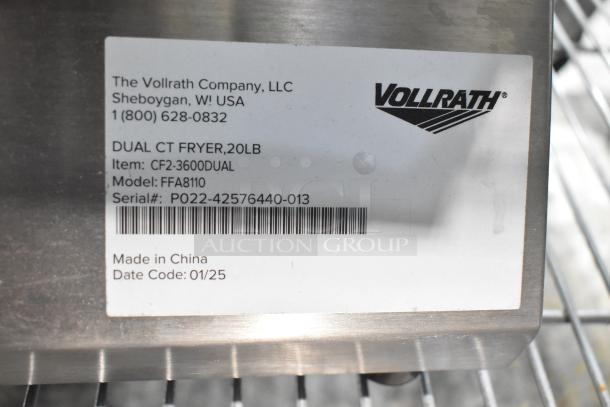 The Vollrath Company, LLC
Sheboygan, W! USA
1 (800) 628-0832
VOLLRATH®
DUAL CT FRYER,20LB
Item: CF2-3600DUAL
Model: FFA8110
Serial#: P022-42576440-013
AUCTION GROUP
Made in China
Date Code: 01/25